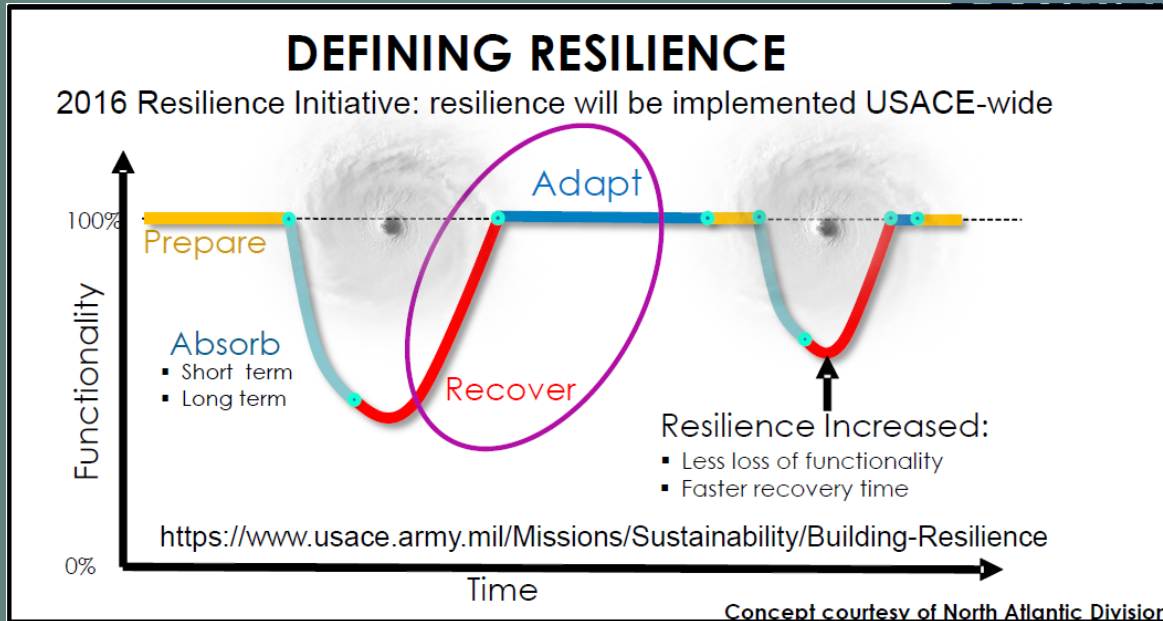 DEFINING RESILIENCE
2016 Resilience Initiative: resilience will be implemented USACE-wide
Adapt
100%
Prepare
Functionality
Absorb
▪ Short term
▪ Long term
Recover
Resilience Increased:
▪ Less loss of functionality
▪ Faster recovery time
https://www.usace.army.mil/Missions/Sustainability/Building-Resilience
0%
Time
Concept courtesy of North Atlantic Division